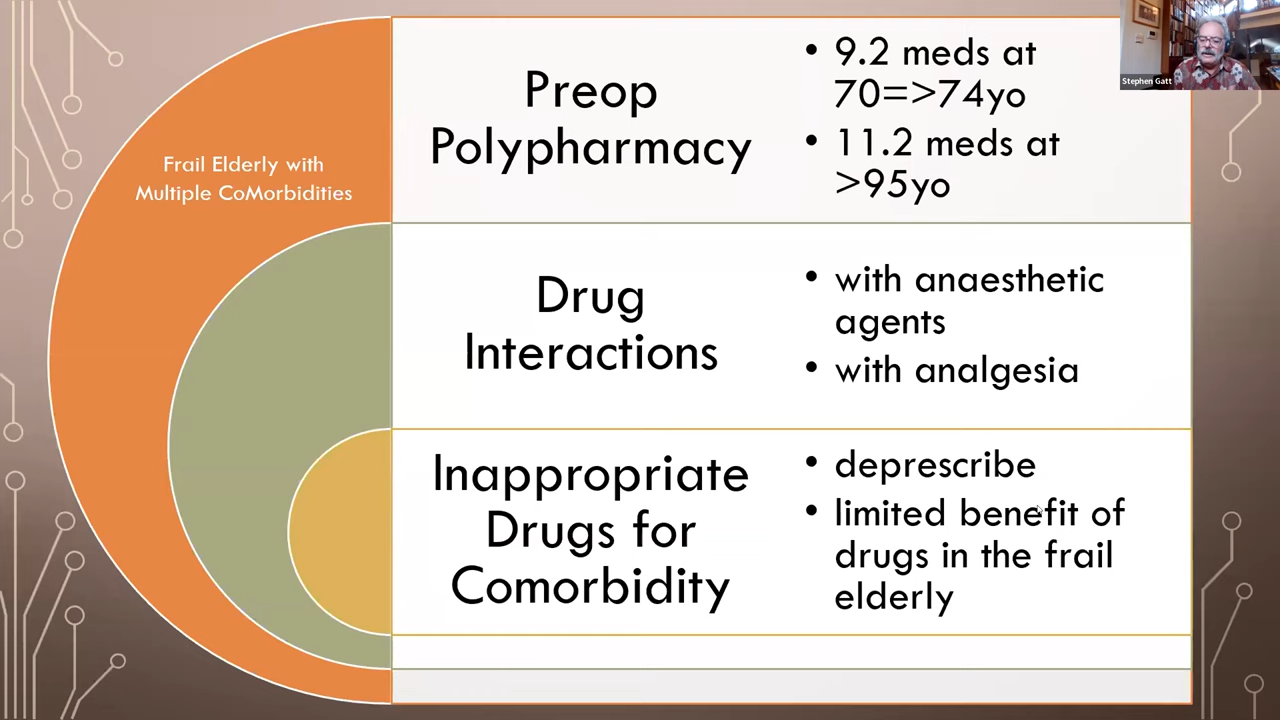 Frail Elderly with
Multiple CoMorbidities
Preop
Polypharmacy
• 9.2 meds at
70=>74yo
• 11.2 meds at
>95yo
Drug
Interactions
• with anaesthetic
agents
• with analgesia
Inappropriate
Drugs for
Comorbidity
• deprescribe
• limited benefit of
drugs in the frail
elderly
Stephen Gatt